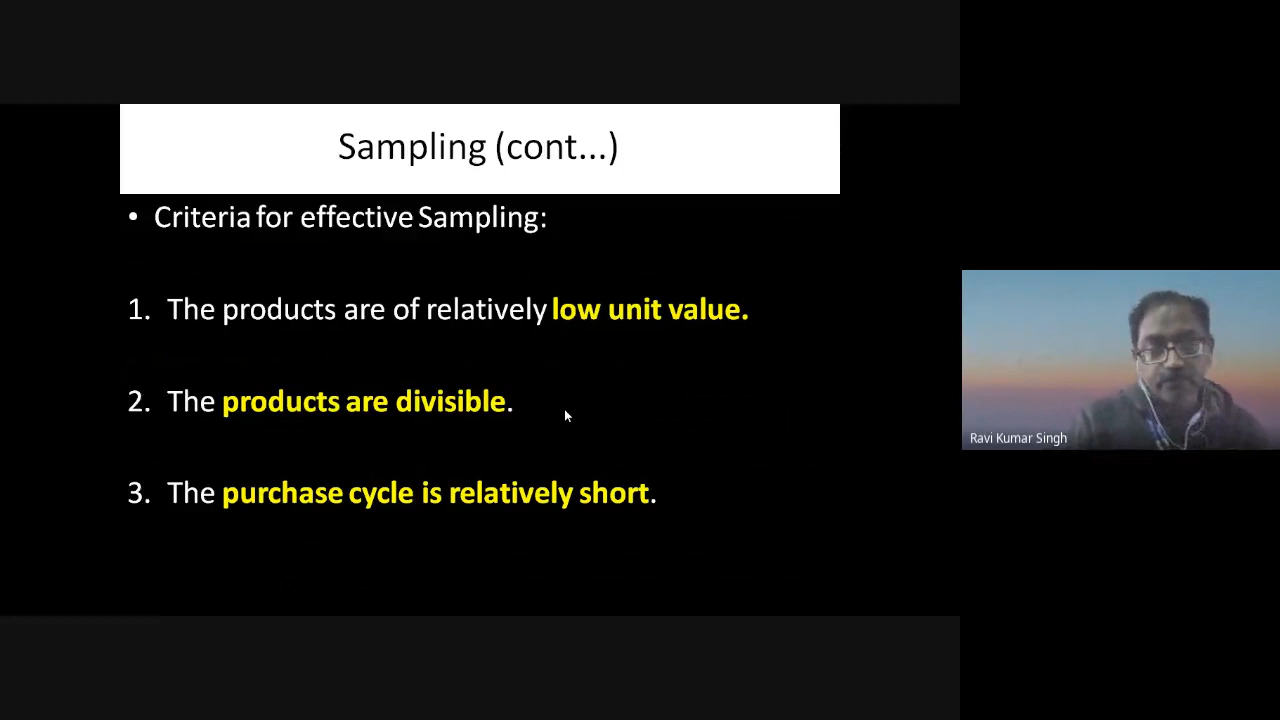 Sampling (cont...)
• Criteria for effective Sampling:
1. The products are of relatively low unit value.
2. The products are divisible.
3. The purchase cycle is relatively short.
Ravi Kumar Singh